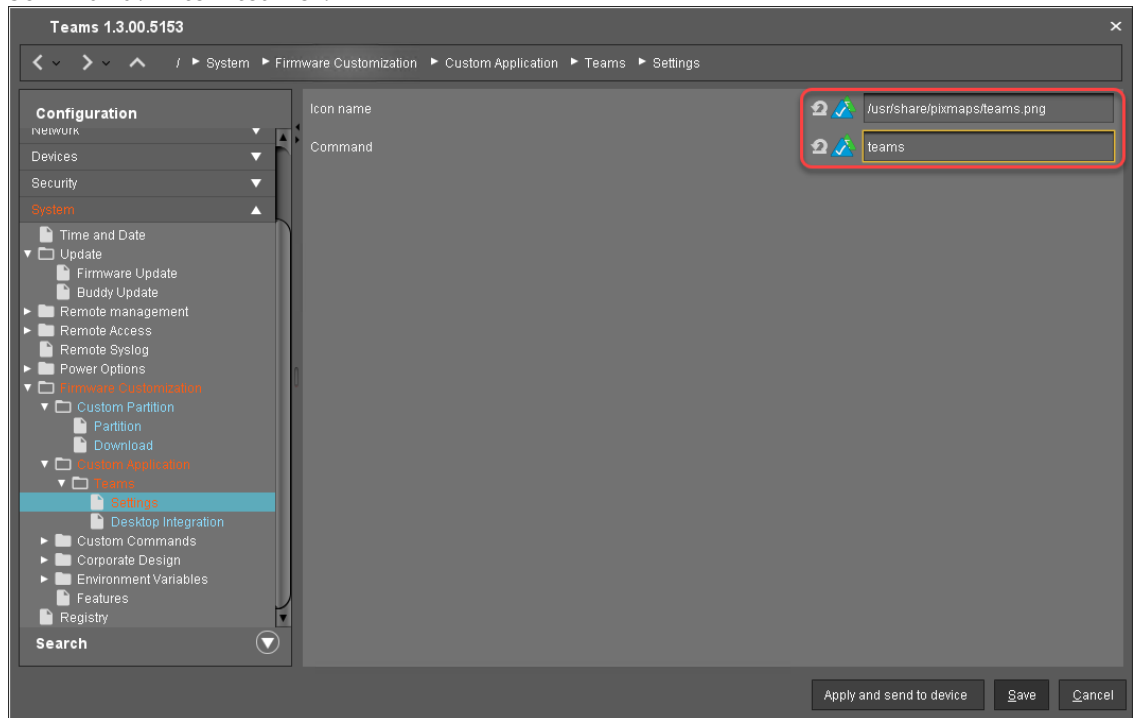 Teams 1.3.00.5153
/ System Firmware Customization Custom Application Teams Settings
Configuration
Network
Devices
Security
System
Time and Date
Update
Firmware Update
Buddy Update
Remote management
Remote Access
Remote Syslog
Power Options
Firmware Customization
Custom Partition
Partition
Download
Custom Application
Teams
Settings
Desktop Integration
Custom Commands
Corporate Design
Environment Variables
Features
Registry
Search
Icon name /usr/share/pixmaps/teams.png
Command teams
Apply and send to device Save Cancel